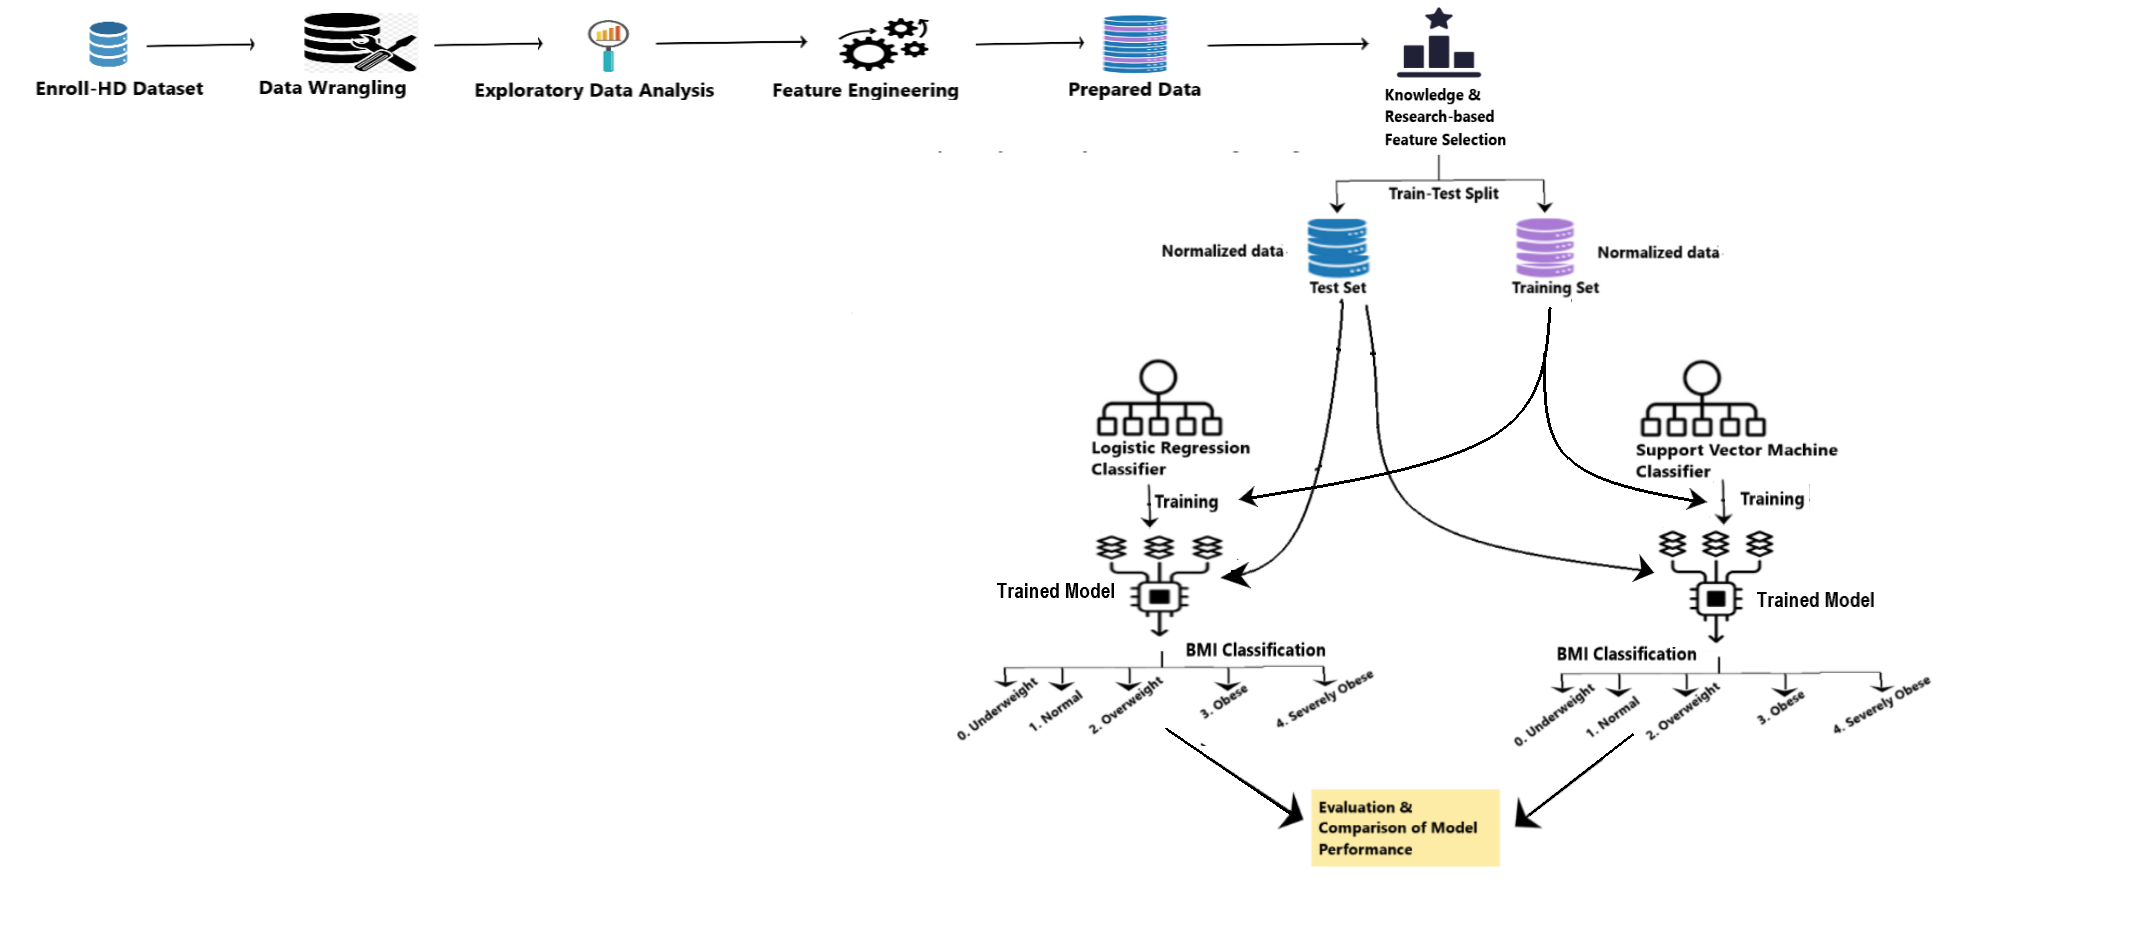 Enroll-HD Dataset
Data Wrangling
Exploratory Data Analysis
Feature Engineering
Prepared Data
Knowledge &
Research-based
Feature Selection
Train-Test Split
Normalized data
Test Set
Training Set
Normalized data
Logistic Regression
Classifier
Training
Support Vector Machine
Classifier
Training
Trained Model
Trained Model
BMI Classification
0. Underweight
1. Normal
2. Overweight
3. Obese
4. Severely Obese
BMI Classification
0. Underweight
1. Normal
2. Overweight
3. Obese
4. Severely Obese
Evaluation &
Comparison of Model
Performance